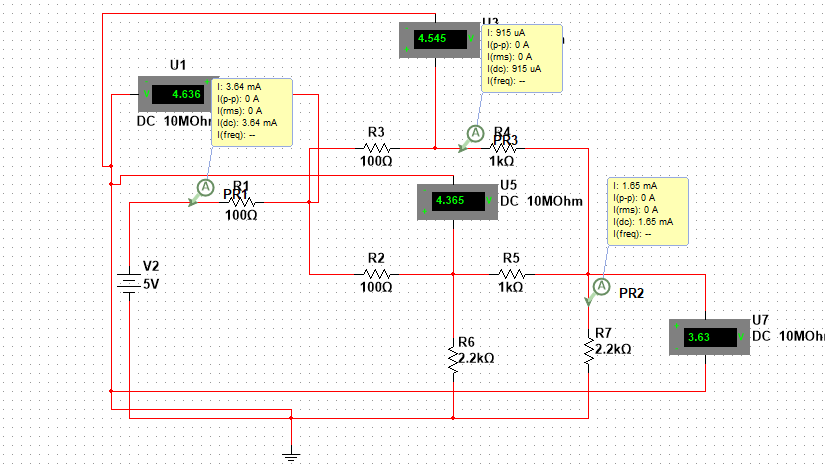 U3
4.545
V
I: 915 uA
I(p-p): 0 A
I(rms): 0 A
I(dc): 915 uA
I(freq): --
U1
V
4.636
DC 10MOhm
I: 3.64 mA
I(p-p): 0 A
I(rms): 0 A
I(dc): 3.64 mA
I(freq): --
A
R3
100Ω
A
R4
PR3
1kΩ
A
R1
PR1
100Ω
U5
4.365
V
DC 10MOhm
I: 1.65 mA
I(p-p): 0 A
I(rms): 0 A
I(dc): 1.65 mA
I(freq): --
V2
5V
R2
100Ω
R5
1kΩ
A
PR2
R6
2.2kΩ
R7
2.2kΩ
U7
3.63
V
DC 10MOh